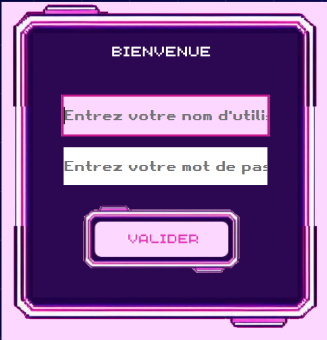 BIENVENUE
Entrez votre nom d'utilis
Entrez votre mot de pas
VALIDER